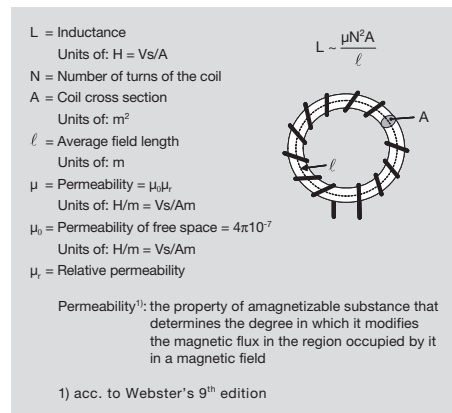 L = Inductance
Units of: H = Vs/A
N = Number of turns of the coil
A = Coil cross section
Units of: m²
ℓ = Average field length
Units of: m
µ = Permeability = µ₀µᵣ
Units of: H/m = Vs/Am
µ₀ = Permeability of free space = 4π10⁻⁷
Units of: H/m = Vs/Am
µᵣ = Relative permeability
L ~ µN²A
ℓ
A
ℓ
Permeability¹⁾: the property of amagnetizable substance that
determines the degree in which it modifies
the magnetic flux in the region occupied by it
in a magnetic field
1) acc. to Webster's 9th edition